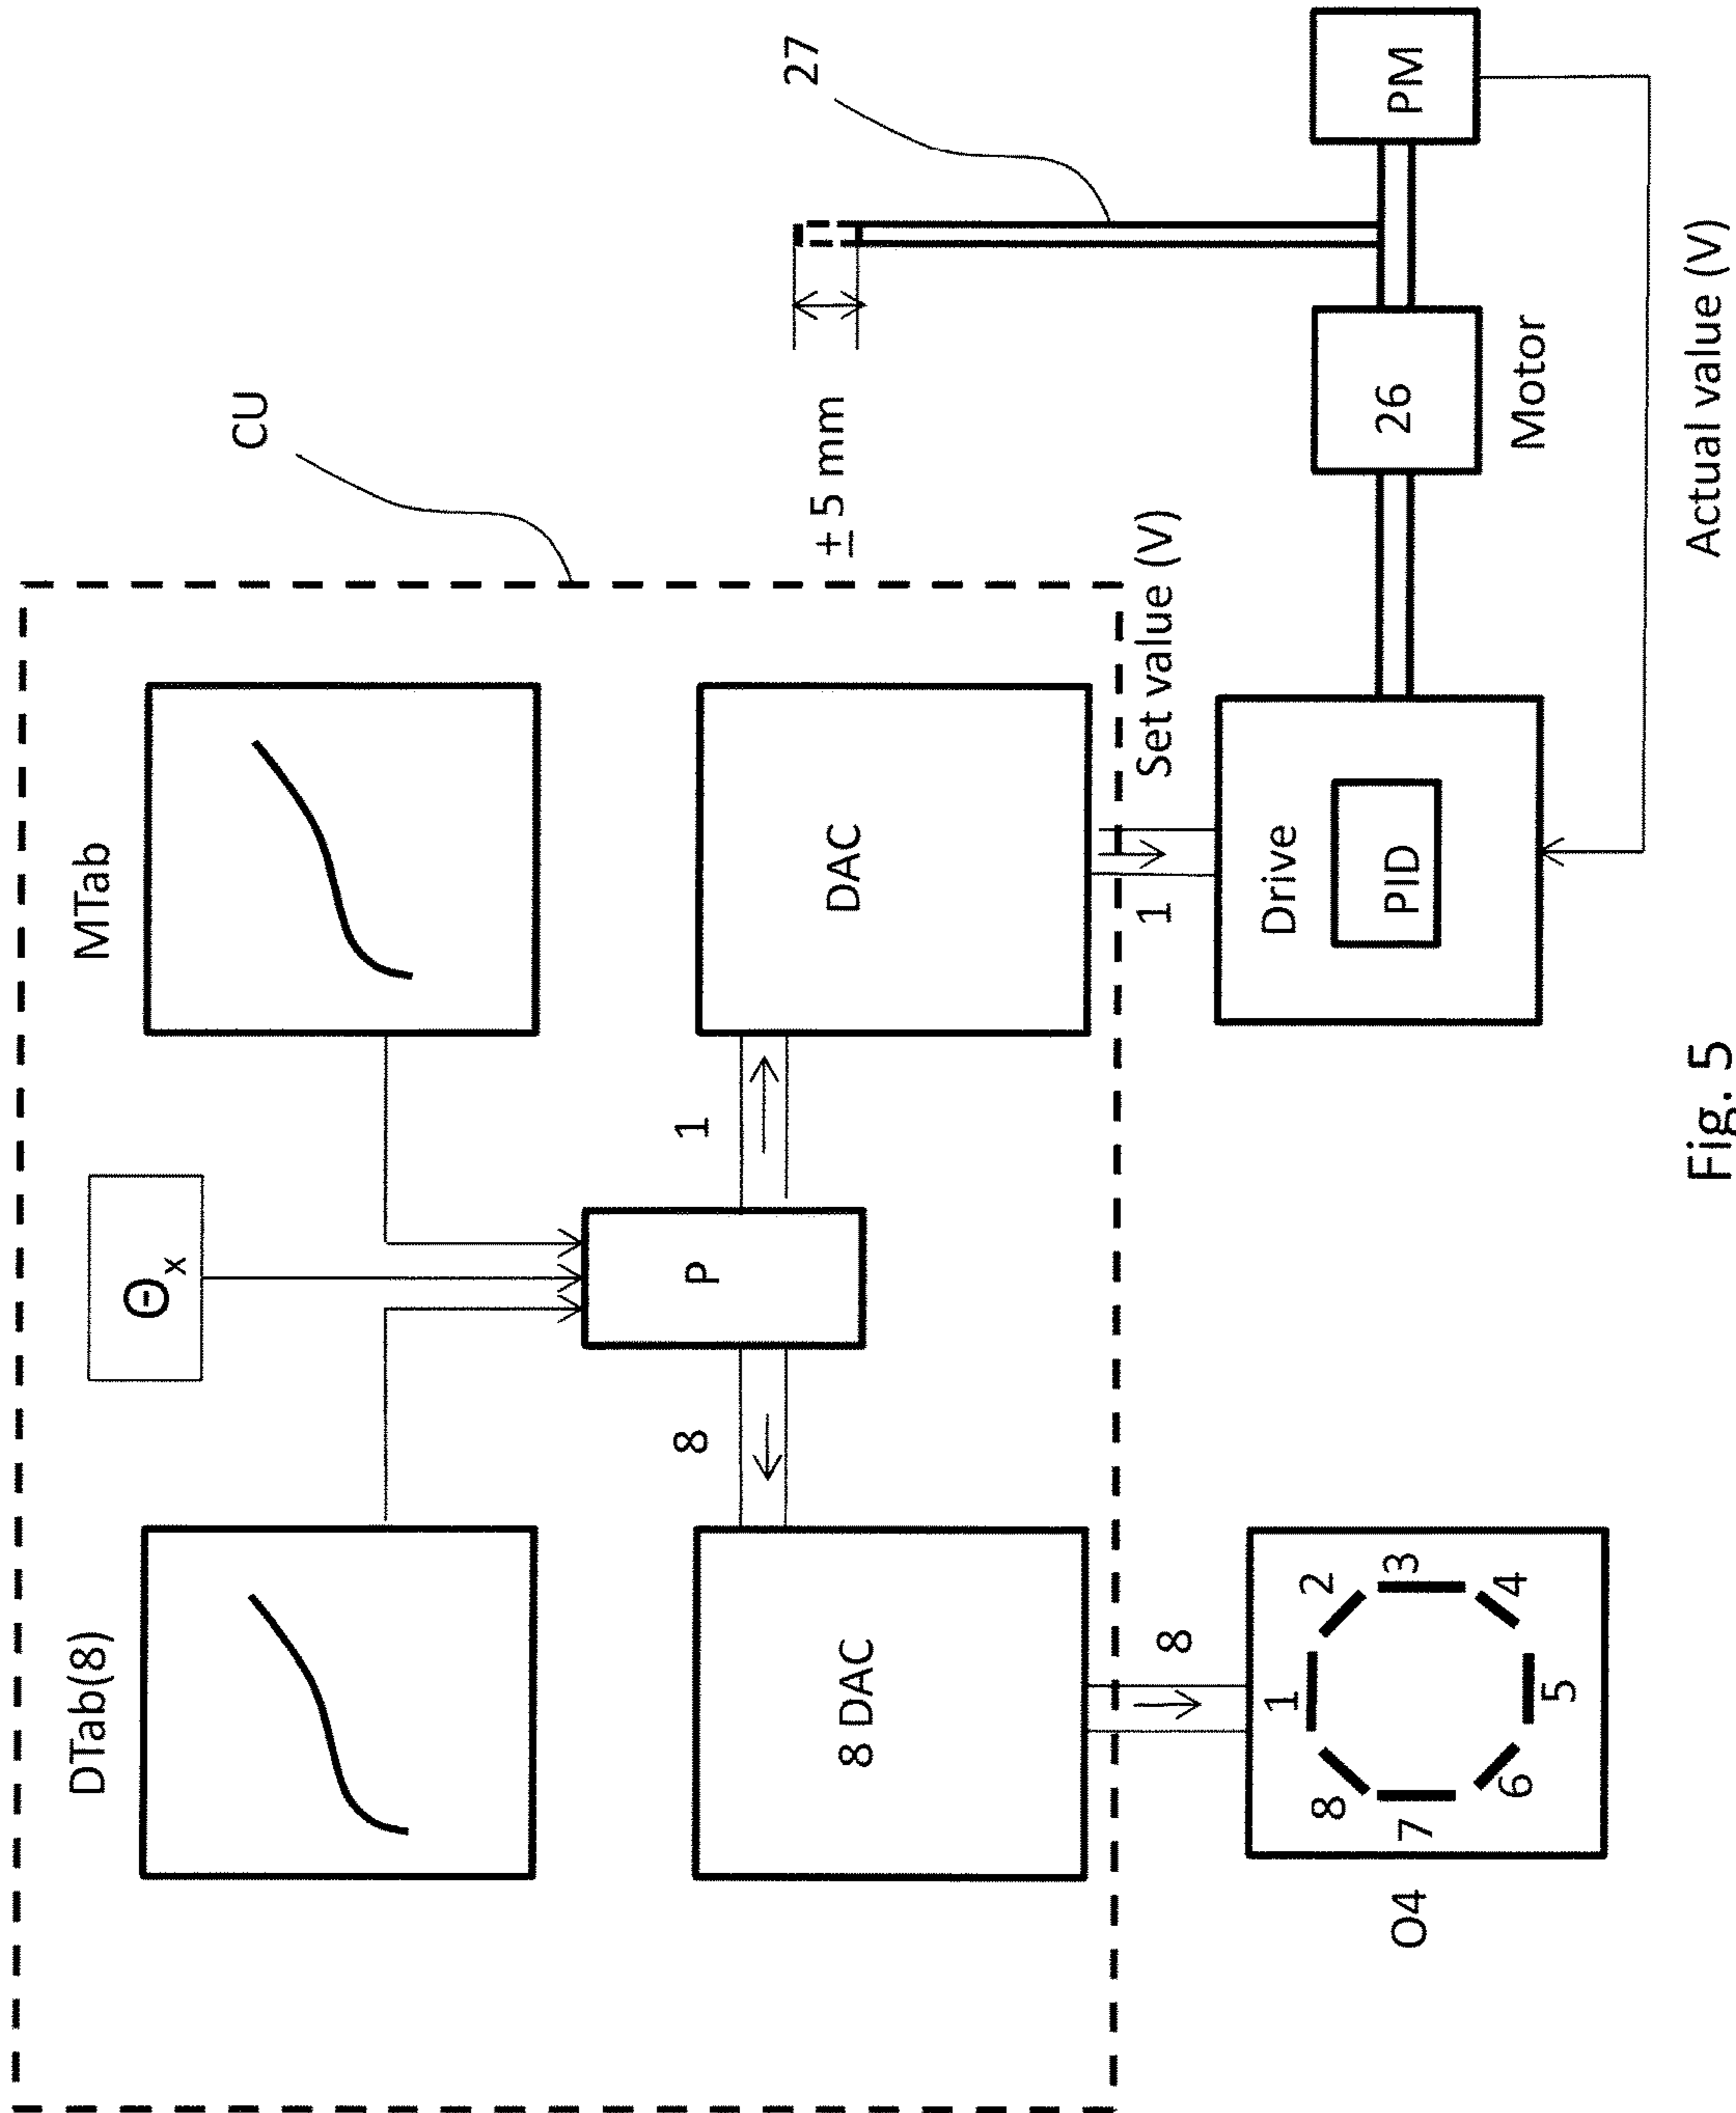 CU
DTab(8)
Θx
MTab
P
8
1
8 DAC
DAC
8
1
Set value (V)
± 5 mm
27
O4
1
2
3
4
5
6
7
8
Drive
PID
26
Motor
PM
Actual value (V)
Fig. 5